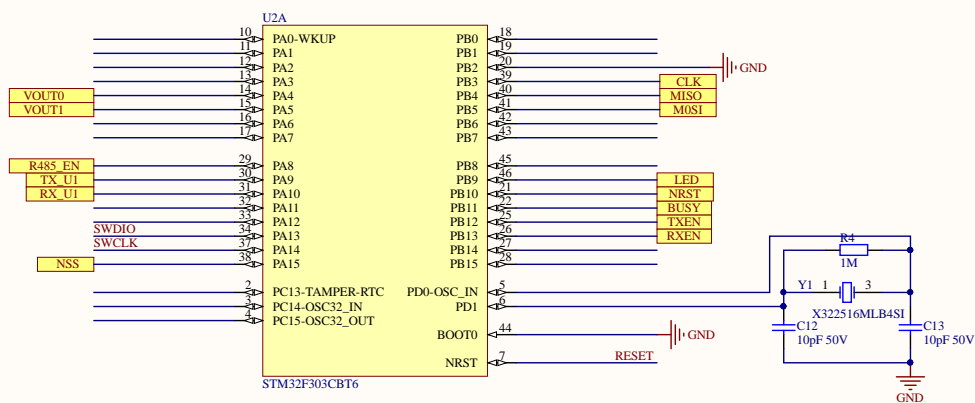 U2A
10 PA0-WKUP PB0 18
11 PA1 PB1 19
12 PA2 PB2 20 GND
13 PA3 PB3 39 CLK
VOUT0 14 PA4 PB4 40 MISO
VOUT1 15 PA5 PB5 41 M0SI
16 PA6 PB6 42
17 PA7 PB7 43
R485_EN 29 PA8 PB8 45
TX_U1 30 PA9 PB9 46 LED
RX_U1 31 PA10 PB10 21 NRST
32 PA11 PB11 22 BUSY
33 PA12 PB12 25 TXEN
SWDIO 34 PA13 PB13 26 RXEN
SWCLK 37 PA14 PB14 27
NSS 38 PA15 PB15 28
R4
1M
2 PC13-TAMPER-RTC PD0-OSC_IN 5
3 PC14-OSC32_IN PD1 6
4 PC15-OSC32_OUT
Y1 1 3
X322516MLB4SI
BOOT0 44 GND
C12
10pF 50V
C13
10pF 50V
NRST 7 RESET
STM32F303CBT6
GND